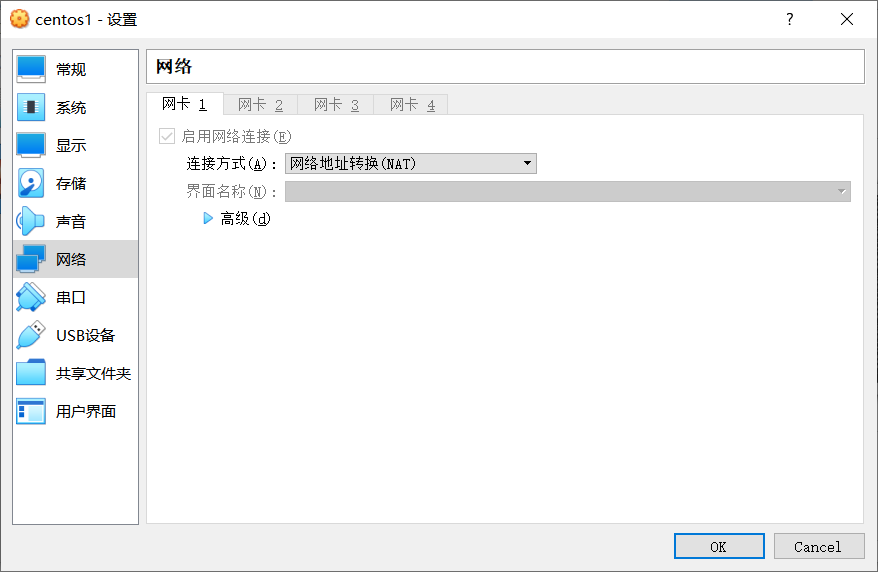 centos1 - 设置
?
常规
系统
显示
存储
声音
网络
串口
USB设备
共享文件夹
用户界面
网络
网卡 1 网卡 2 网卡 3 网卡 4
启用网络连接(E)
连接方式(A): 网络地址转换(NAT)
界面名称(N):
高级(d)
OK Cancel